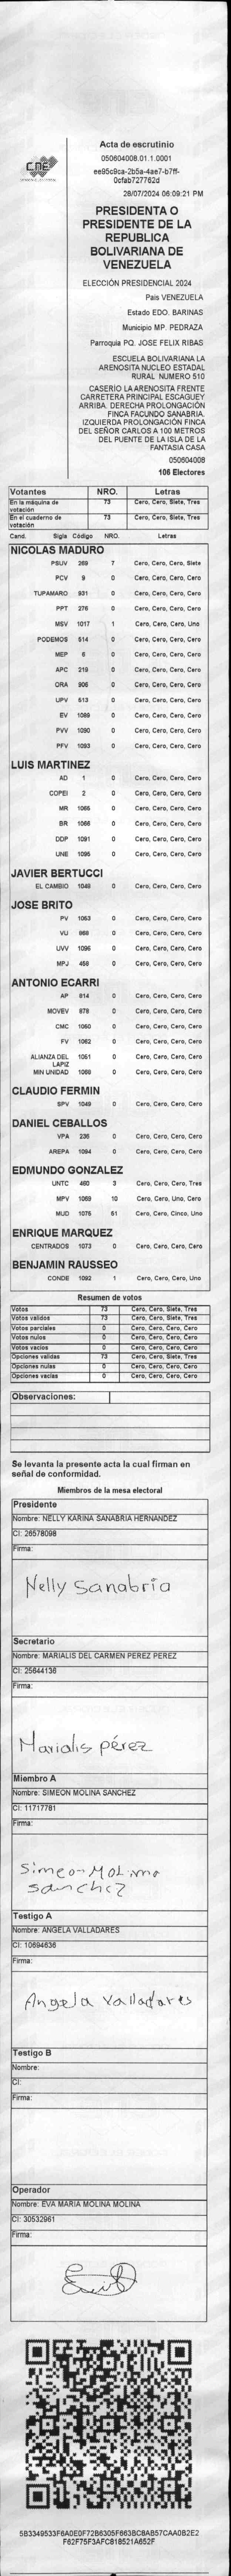 CNE
Acta de escrutinio
050604008.01.1.0001
ee95c9ca-2b5a-4ae7-b7ff-
0cfab727762d
28/07/2024 06:09:21 PM
PRESIDENTA O
PRESIDENTE DE LA
REPUBLICA
BOLIVARIANA DE
VENEZUELA
ELECCIÓN PRESIDENCIAL 2024
Pais VENEZUELA
Estado EDO. BARINAS
Municipio MP. PEDRAZA
Parroquia PQ. JOSE FELIX RIBAS
ESCUELA BOLIVARIANA LA
ARENOSITA NUCLEO ESTATAL
RURAL NUMERO 510
CASERÍO LA ARENOSITA FRENTE
CARRETERA PRINCIPAL ESCAGUEY
ARRIBA. DERECHA PROLONGACIÓN
FINCA FACUNDO SANABRIA.
IZQUIERDA PROLONGACIÓN FINCA
DEL SEÑOR CARLOS A 100 METROS
DEL PUENTE DE LA ISLA DE LA
FANTASIA CASA
050604008
106 Electores
Votantes NRO. Letras
En la máquina de votación 73 Cero, Cero, Siete, Tres
En el cuaderno de votación 73 Cero, Cero, Siete, Tres
Cand. Sigla Código NRO. Letras
NICOLAS MADURO
PSUV 269 7 Cero, Cero, Cero, Siete
PCV 9 0 Cero, Cero, Cero, Cero
TUPAMARO 931 0 Cero, Cero, Cero, Cero
PPT 276 0 Cero, Cero, Cero, Cero
MSV 1017 1 Cero, Cero, Cero, Uno
PODEMOS 514 0 Cero, Cero, Cero, Cero
MEP 6 0 Cero, Cero, Cero, Cero
APC 219 0 Cero, Cero, Cero, Cero
ORA 906 0 Cero, Cero, Cero, Cero
UPV 513 0 Cero, Cero, Cero, Cero
EV 1089 0 Cero, Cero, Cero, Cero
PVV 1090 0 Cero, Cero, Cero, Cero
PFV 1093 0 Cero, Cero, Cero, Cero
LUIS MARTINEZ
AD 1 0 Cero, Cero, Cero, Cero
COPEI 2 0 Cero, Cero, Cero, Cero
MR 1065 0 Cero, Cero, Cero, Cero
BR 1066 0 Cero, Cero, Cero, Cero
DDP 1091 0 Cero, Cero, Cero, Cero
UNE 1095 0 Cero, Cero, Cero, Cero
JAVIER BERTUCCI
EL CAMBIO 1048 0 Cero, Cero, Cero, Cero
JOSE BRITO
PV 1053 0 Cero, Cero, Cero, Cero
VU 868 0 Cero, Cero, Cero, Cero
UVV 1096 0 Cero, Cero, Cero, Cero
MPJ 458 0 Cero, Cero, Cero, Cero
ANTONIO ECARRI
AP 814 0 Cero, Cero, Cero, Cero
MOVEV 678 0 Cero, Cero, Cero, Cero
CMC 1050 0 Cero, Cero, Cero, Cero
FV 1062 0 Cero, Cero, Cero, Cero
ALIANZA DEL LAPIZ 1051 0 Cero, Cero, Cero, Cero
MIN UNIDAD 1068 0 Cero, Cero, Cero, Cero
CLAUDIO FERMIN
SPV 1049 0 Cero, Cero, Cero, Cero
DANIEL CEBALLOS
VPA 236 0 Cero, Cero, Cero, Cero
AREPA 1094 0 Cero, Cero, Cero, Cero
EDMUNDO GONZALEZ
UNTC 460 3 Cero, Cero, Cero, Tres
MPV 1059 10 Cero, Cero, Uno, Cero
MUD 1075 51 Cero, Cero, Cinco, Uno
ENRIQUE MARQUEZ
CENTRADOS 1073 0 Cero, Cero, Cero, Cero
BENJAMIN RAUSSEO
CONDE 1092 1 Cero, Cero, Cero, Uno
Resumen de votos
Votos 73 Cero, Cero, Siete, Tres
Votos validos 73 Cero, Cero, Siete, Tres
Votos parciales 0 Cero, Cero, Cero, Cero
Votos nulos 0 Cero, Cero, Cero, Cero
Votos vacios 0 Cero, Cero, Cero, Cero
Opciones validas 73 Cero, Cero, Siete, Tres
Opciones nulas 0 Cero, Cero, Cero, Cero
Opciones vacias 0 Cero, Cero, Cero, Cero
Observaciones:
Se levanta la presente acta la cual firman en
señal de conformidad.
Miembros de la mesa electoral
Presidente
Nombre: NELLY KARINA SANABRIA HERNANDEZ
CI: 26578098
Firma:
Nelly Sanabria
Secretario
Nombre: MARIALIS DEL CARMEN PEREZ PEREZ
CI: 25644136
Firma:
Marialis pérez
Miembro A
Nombre: SIMEON MOLINA SANCHEZ
CI: 11717781
Firma:
Simeon Molina
sanchez
Testigo A
Nombre: ANGELA VALLADARES
CI: 10694636
Firma:
Angela Valladares
Testigo B
Nombre:
CI:
Firma:
Operador
Nombre: EVA MARIA MOLINA MOLINA
CI: 30532961
Firma:
5B3349533F6A0E0F72B6305F663BC8AB57CAA0B2E2
F62F75F3AFC818521A652F